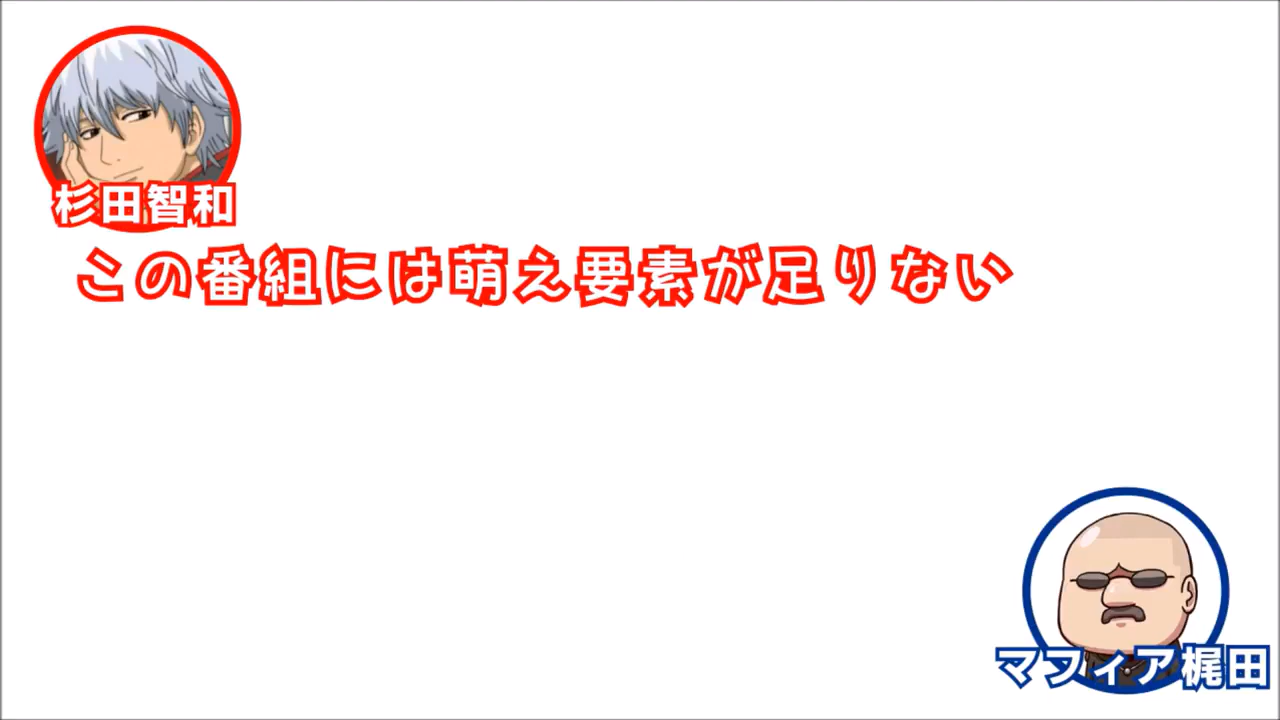 杉田智和
この番組には萌え要素が足りない
マフィア梶田